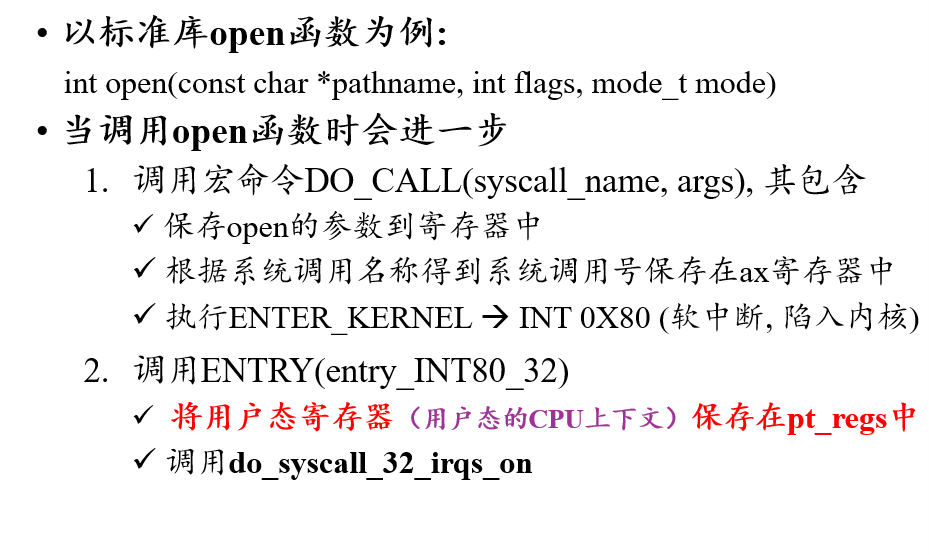 • 以标准库open函数为例:
int open(const char *pathname, int flags, mode_t mode)
• 当调用open函数时会进一步
1. 调用宏命令DO_CALL(syscall_name, args), 其包含
✓ 保存open的参数到寄存器中
✓ 根据系统调用名称得到系统调用号保存在ax寄存器中
✓ 执行ENTER_KERNEL → INT 0X80 (软中断, 陷入内核)
2. 调用ENTRY(entry_INT80_32)
✓ 将用户态寄存器（用户态的CPU上下文）保存在pt_regs中
✓ 调用do_syscall_32_irqs_on